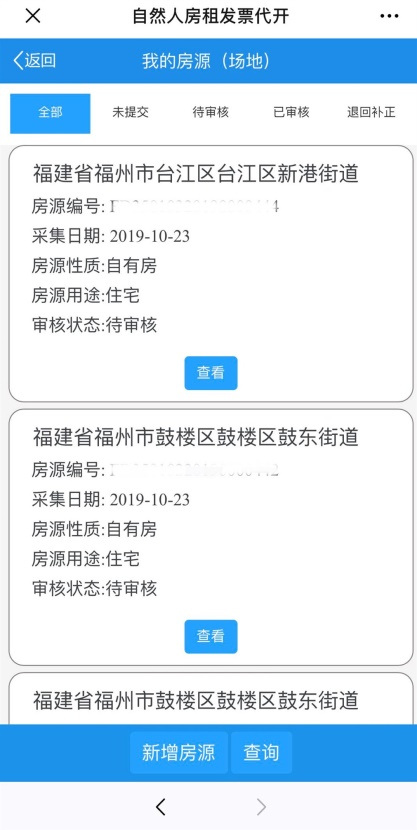 自然人房租发票代开
返回
我的房源（场地）
全部 未提交 待审核 已审核 退回补正
福建省福州市台江区台江区新港街道
房源编号:
采集日期: 2019-10-23
房源性质:自有房
房源用途:住宅
审核状态:待审核
查看
福建省福州市鼓楼区鼓楼区鼓东街道
房源编号:
采集日期: 2019-10-23
房源性质:自有房
房源用途:住宅
审核状态:待审核
查看
福建省福州市鼓楼区鼓楼区鼓东街道
新增房源 查询